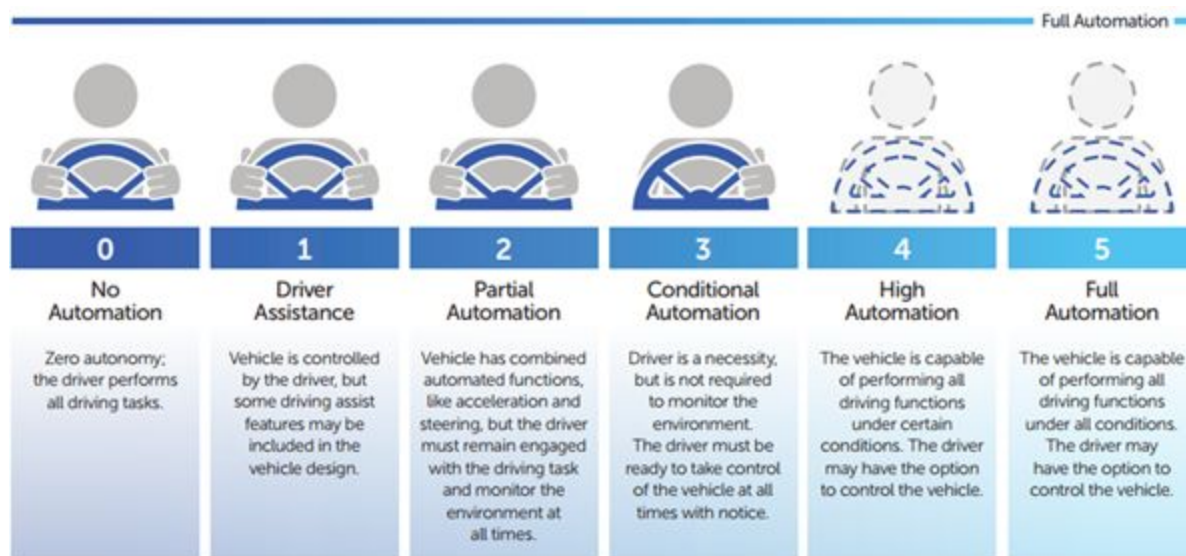 Full Automation
0
No
Automation
Zero autonomy;
the driver performs
all driving tasks.
1
Driver
Assistance
Vehicle is controlled
by the driver, but
some driving assist
features may be
included in the
vehicle design.
2
Partial
Automation
Vehicle has combined
automated functions,
like acceleration and
steering, but the driver
must remain engaged
with the driving task
and monitor the
environment at
all times.
3
Conditional
Automation
Driver is a necessity,
but is not required
to monitor the
environment.
The driver must be
ready to take control
of the vehicle at all
times with notice.
4
High
Automation
The vehicle is capable
of performing all
driving functions
under certain
conditions. The driver
may have the option
to control the vehicle.
5
Full
Automation
The vehicle is capable
of performing all
driving functions
under all conditions.
The driver may
have the option to
control the vehicle.